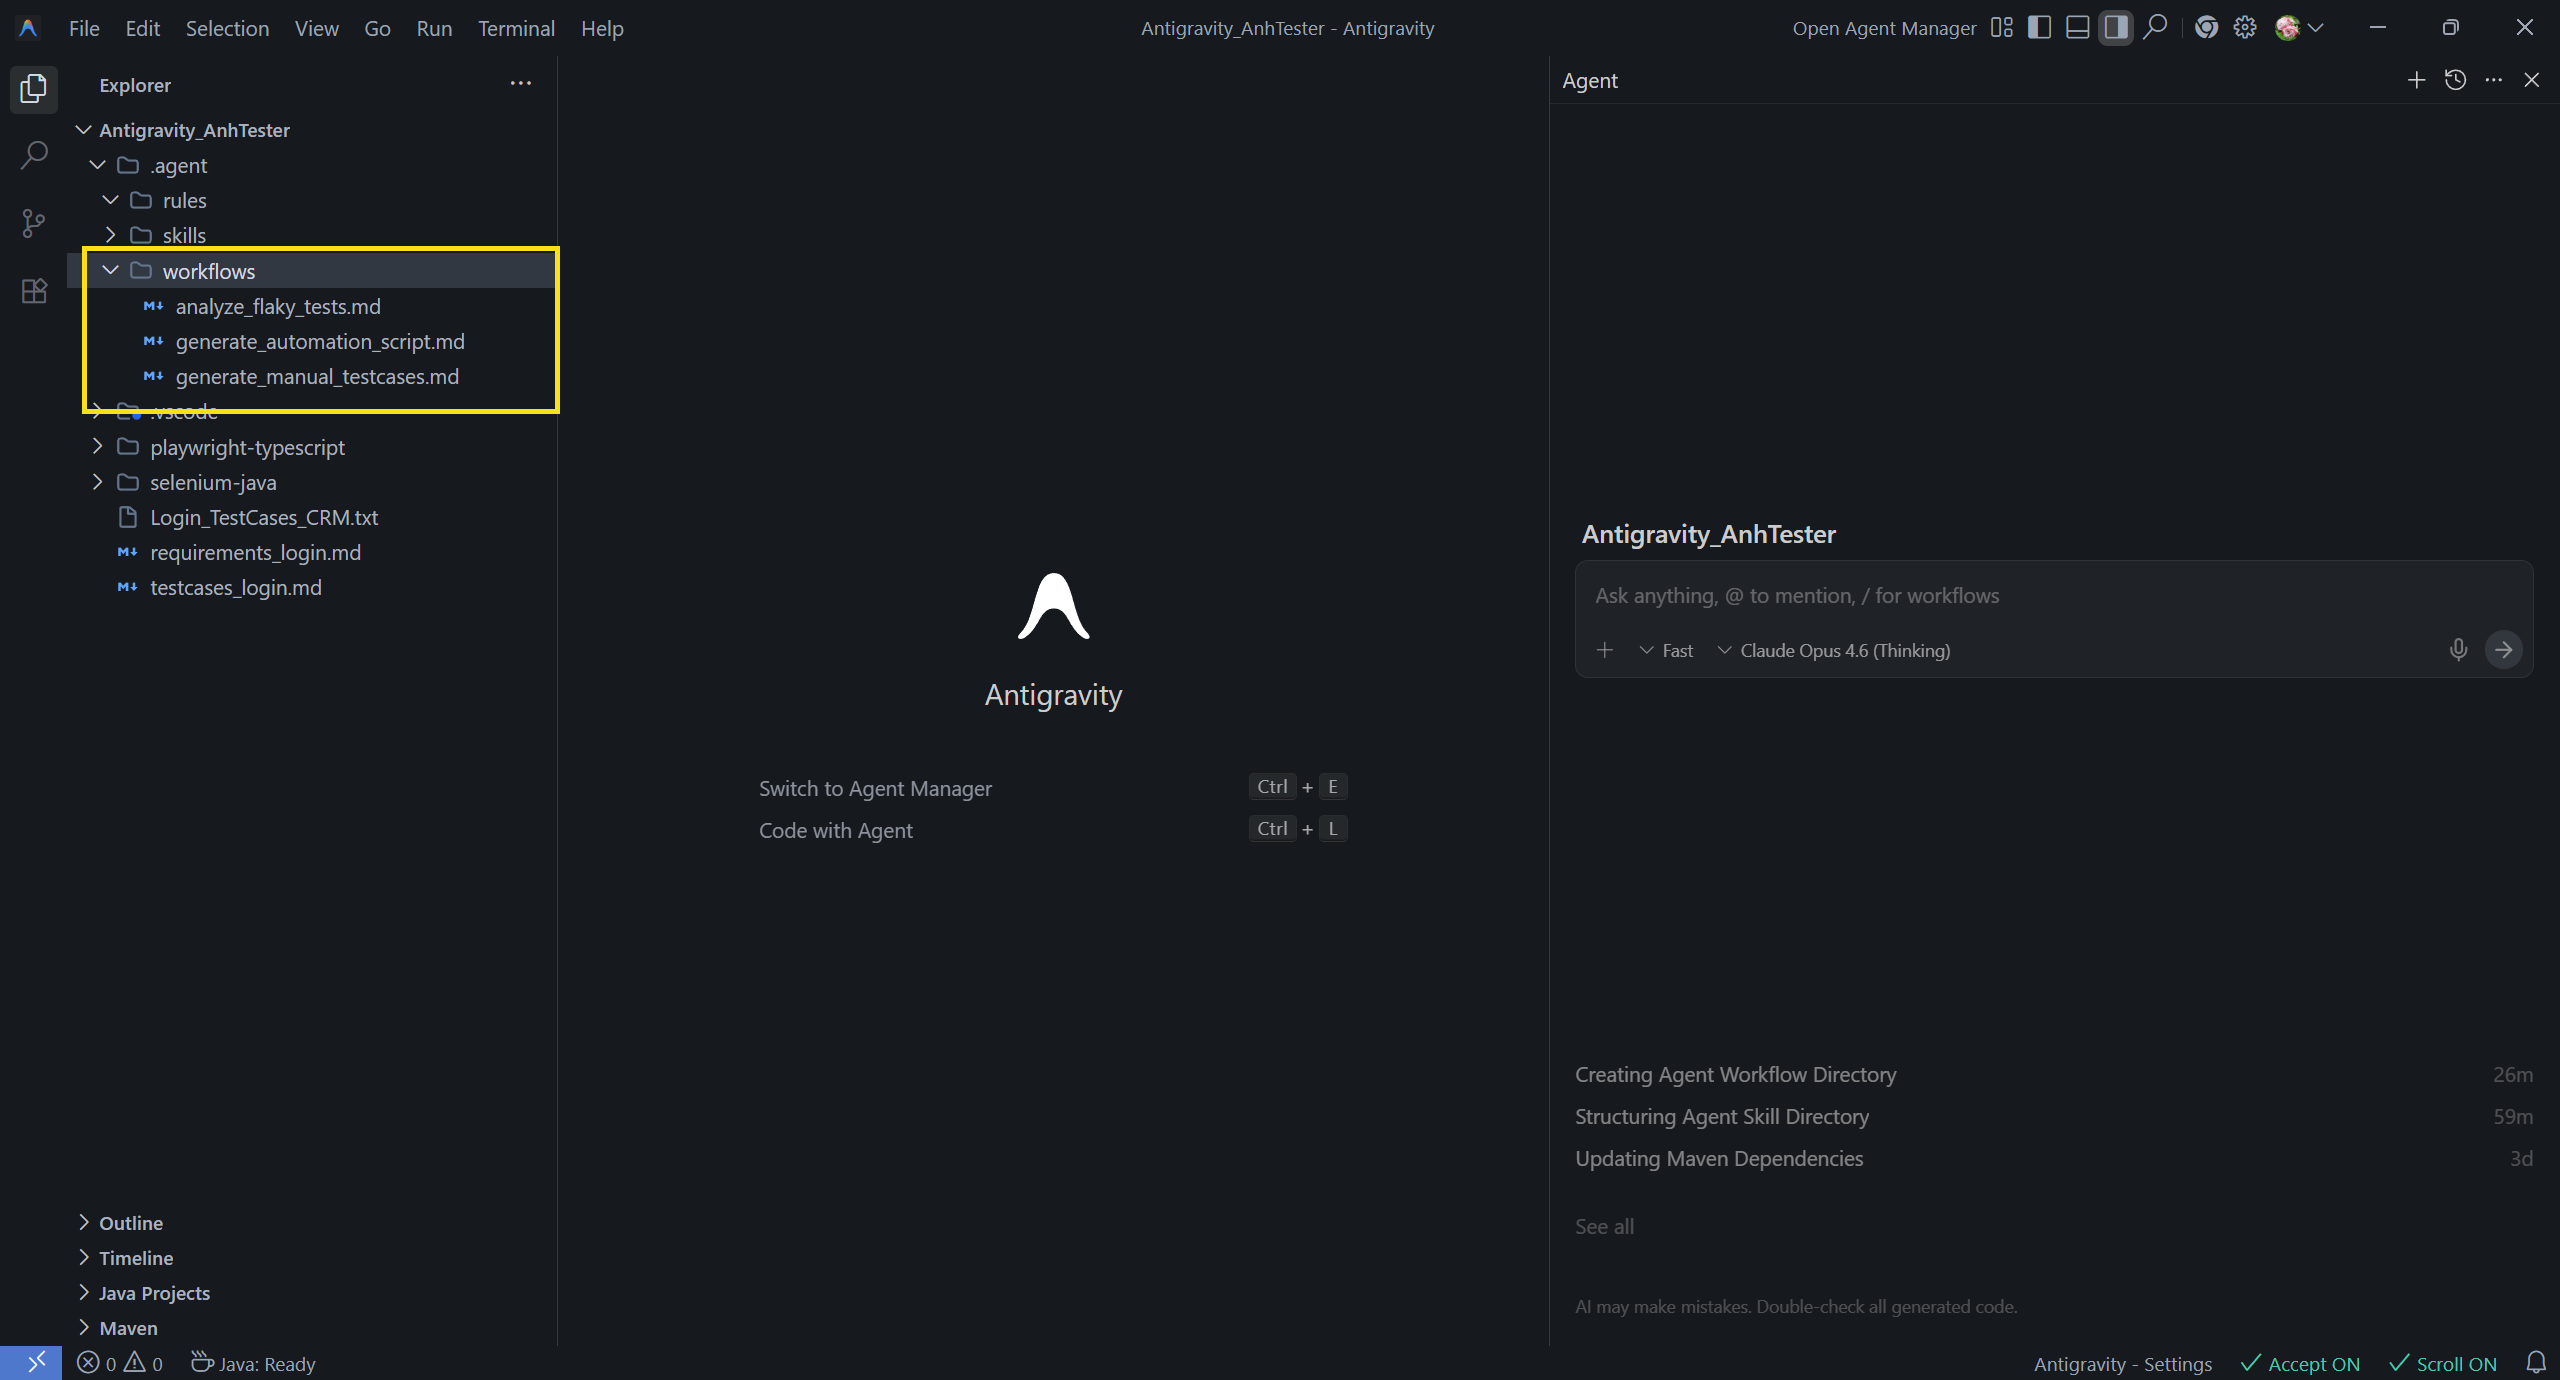 File Edit Selection View Go Run Terminal Help
Antigravity_AnhTester - Antigravity
Open Agent Manager
Explorer
Antigravity_AnhTester
.agent
rules
skills
workflows
analyze_flaky_tests.md
generate_automation_script.md
generate_manual_testcases.md
.vscode
playwright-typescript
selenium-java
Login_TestCases_CRM.txt
requirements_login.md
testcases_login.md
Outline
Timeline
Java Projects
Maven
Antigravity
Switch to Agent Manager Ctrl + E
Code with Agent Ctrl + L
Agent
Antigravity_AnhTester
Ask anything, @ to mention, / for workflows
Fast Claude Opus 4.6 (Thinking)
Creating Agent Workflow Directory 26m
Structuring Agent Skill Directory 59m
Updating Maven Dependencies 3d
See all
AI may make mistakes. Double-check all generated code.
0 0 Java: Ready
Antigravity - Settings Accept ON Scroll ON